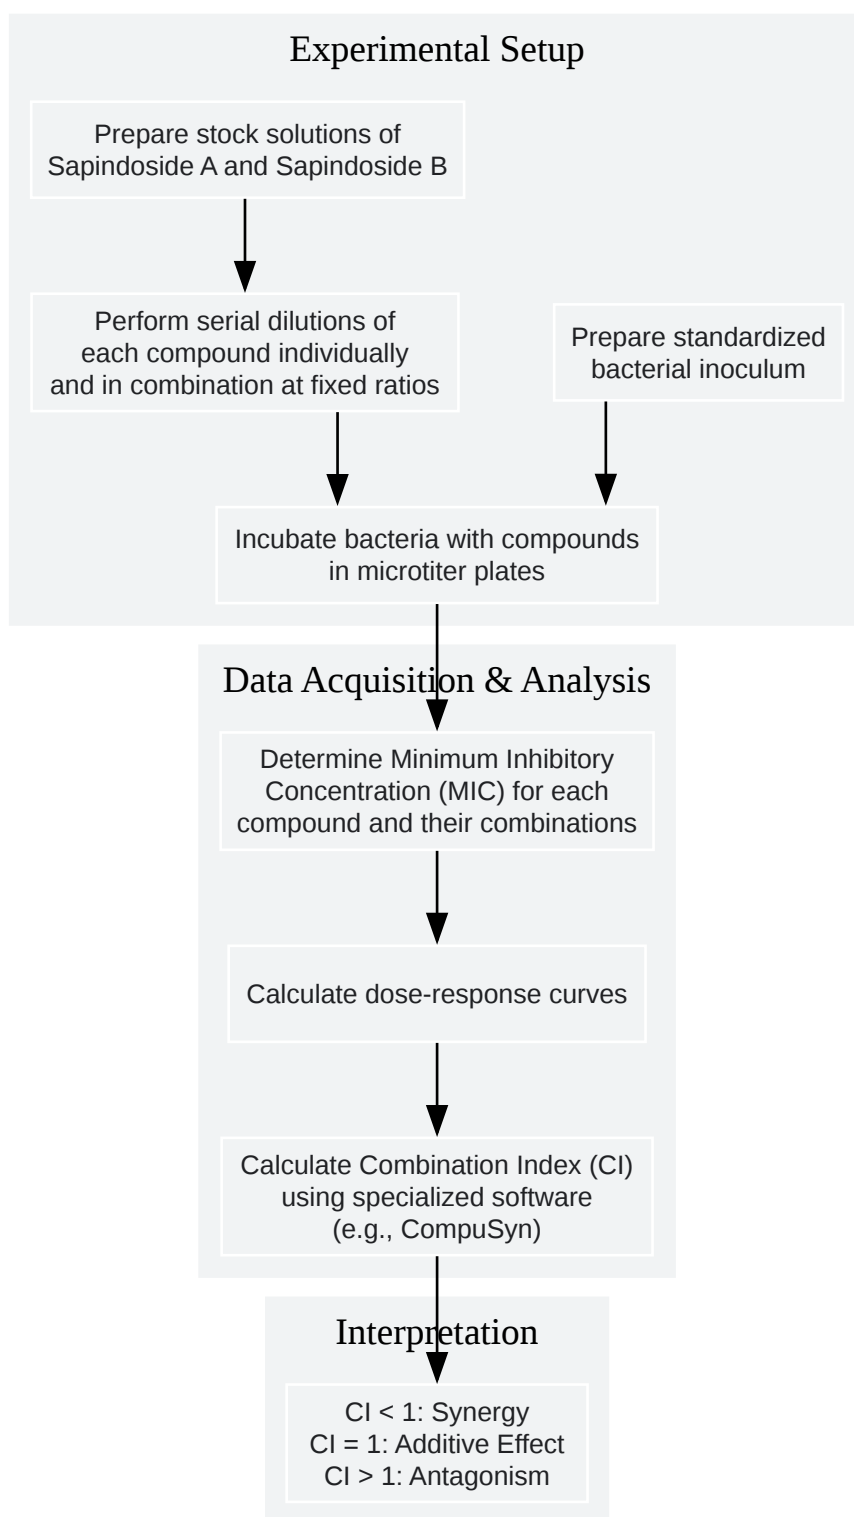 Experimental Setup
Prepare stock solutions of
Sapindoside A and Sapindoside B
Perform serial dilutions of
each compound individually
and in combination at fixed ratios
Prepare standardized
bacterial inoculum
Incubate bacteria with compounds
in microtiter plates
Data Acquisition & Analysis
Determine Minimum Inhibitory
Concentration (MIC) for each
compound and their combinations
Calculate dose-response curves
Calculate Combination Index (CI)
using specialized software
(e.g., CompuSyn)
Interpretation
CI < 1: Synergy
CI = 1: Additive Effect
CI > 1: Antagonism